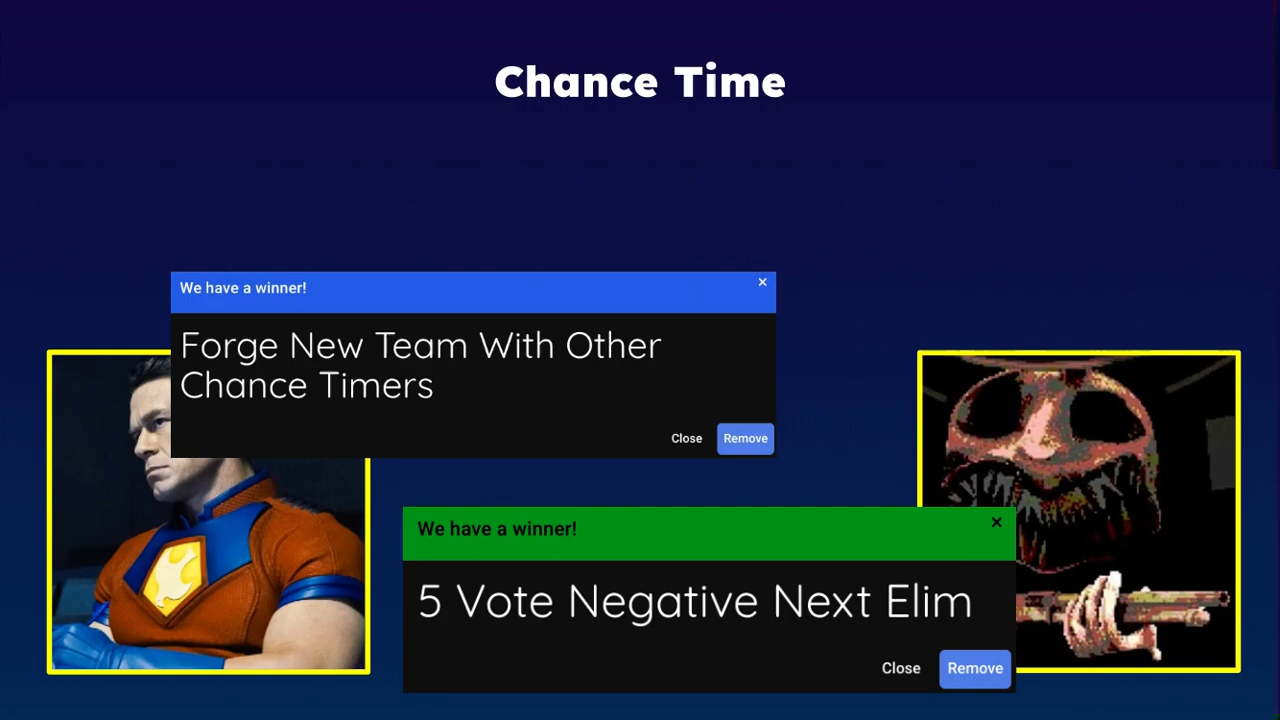 Chance Time
We have a winner!
×
Forge New Team With Other
Chance Timers
Close
Remove
We have a winner!
×
5 Vote Negative Next Elim
Close
Remove